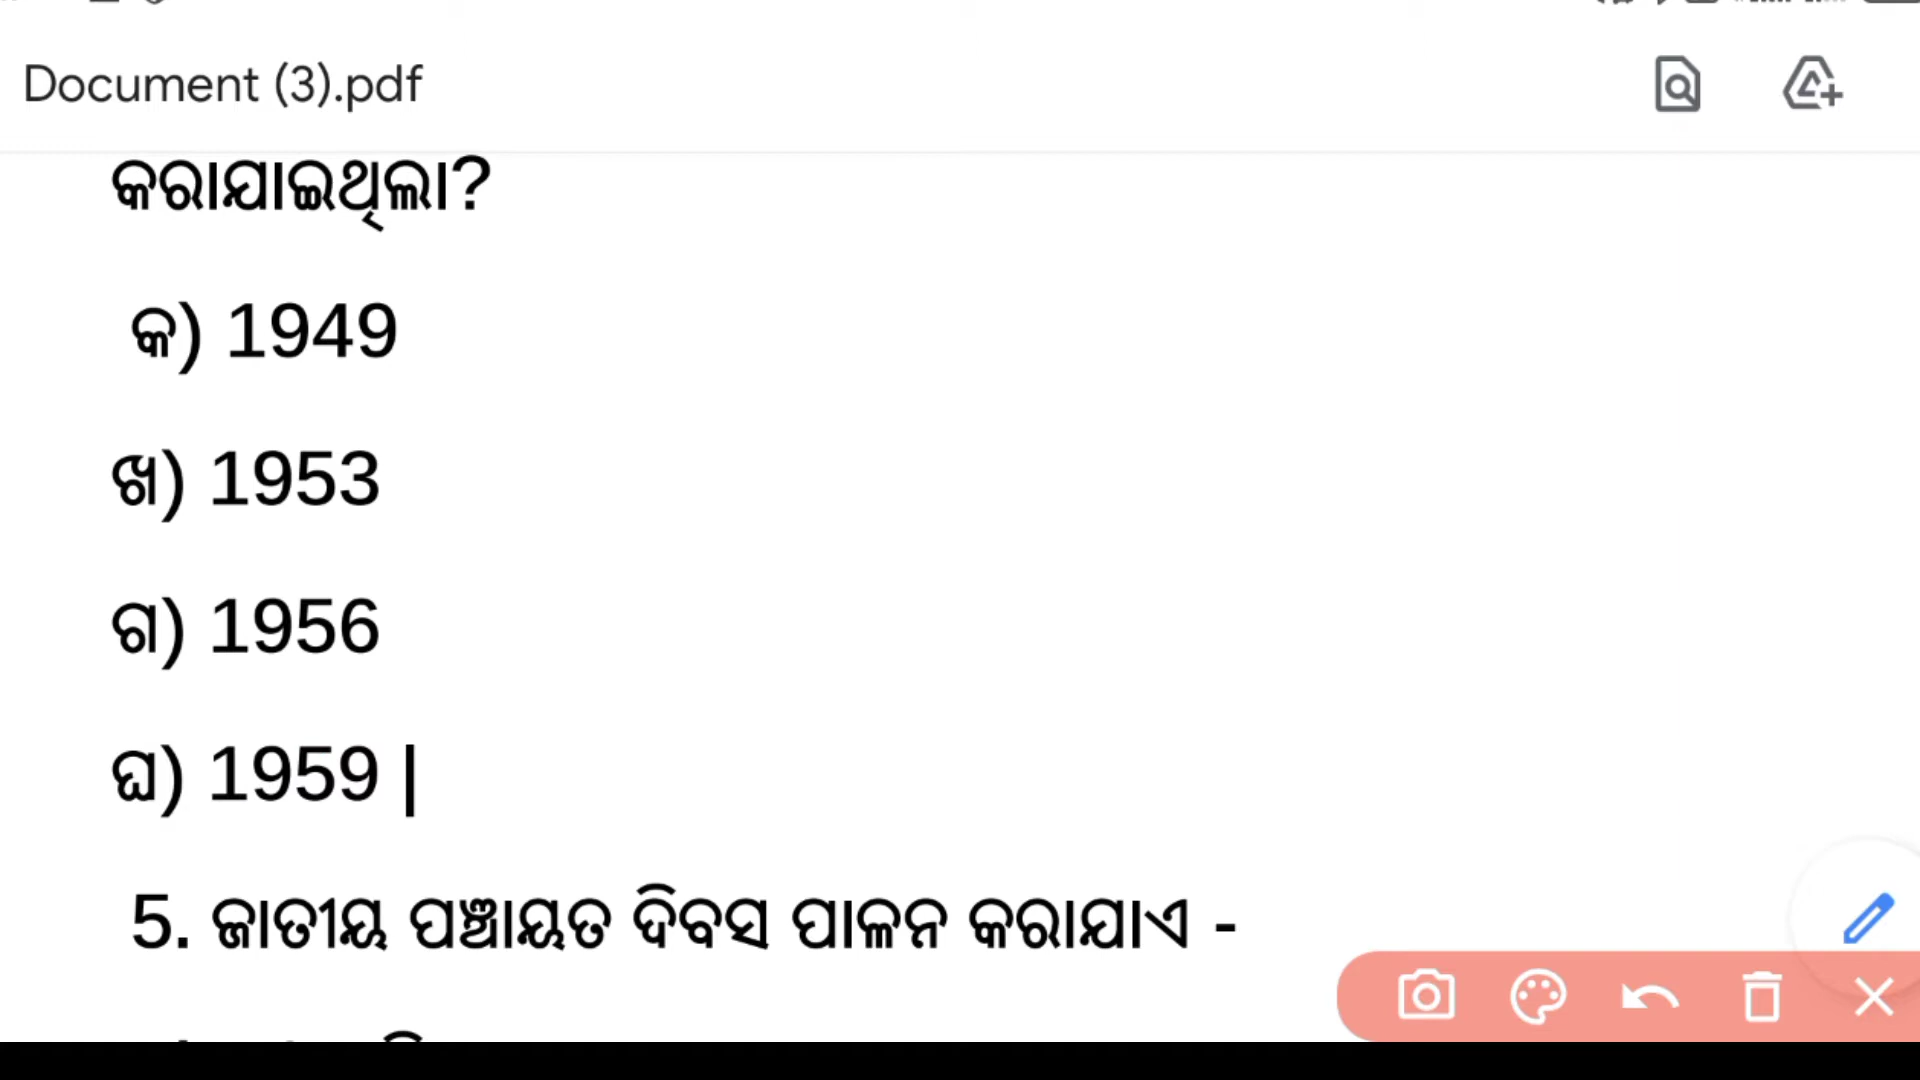 Document (3).pdf
କରାଯାଇଥିଲା?
କ) 1949
ଖ) 1953
ଗ) 1956
ଘ) 1959 |
5. ଜାତୀୟ ପଞ୍ଚାୟତ ଦିବସ ପାଳନ କରାଯାଏ -